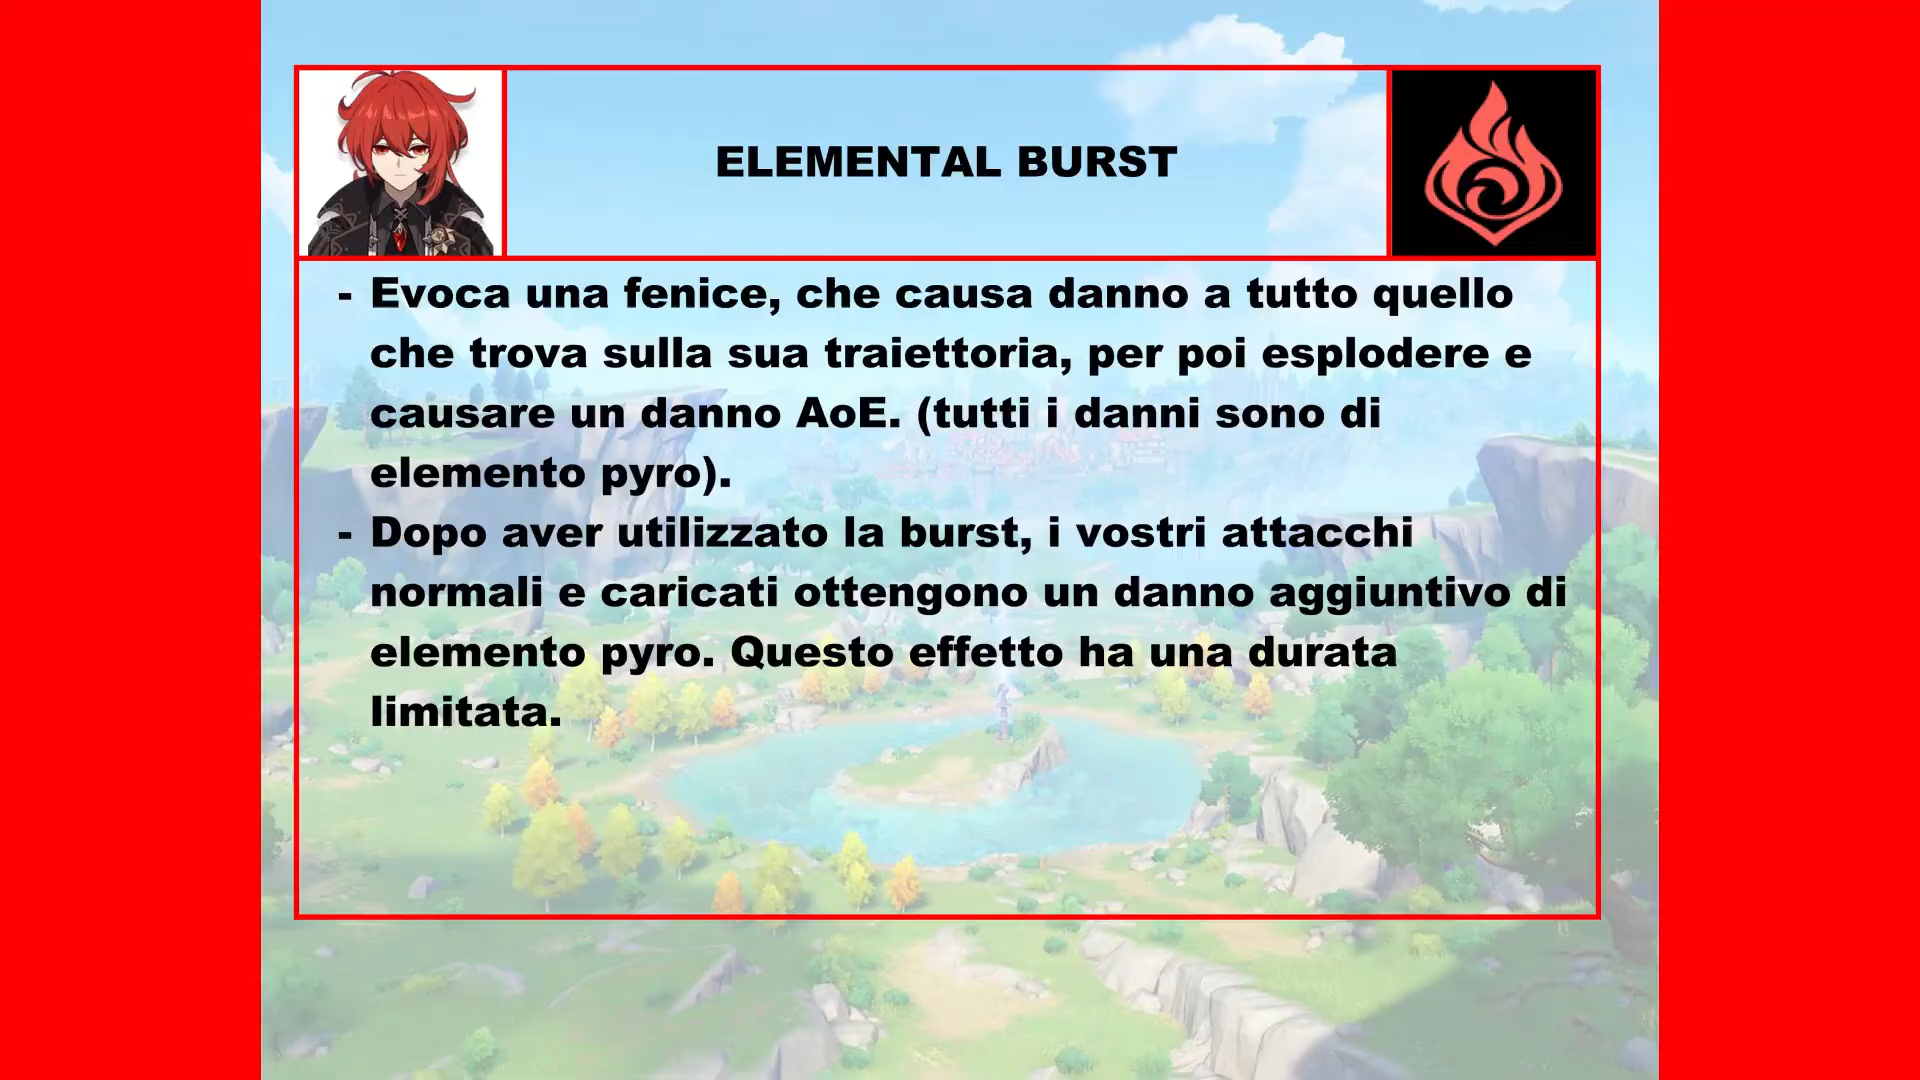 ELEMENTAL BURST
- Evoca una fenice, che causa danno a tutto quello
che trova sulla sua traiettoria, per poi esplodere e
causare un danno AoE. (tutti i danni sono di
elemento pyro).
- Dopo aver utilizzato la burst, i vostri attacchi
normali e caricati ottengono un danno aggiuntivo di
elemento pyro. Questo effetto ha una durata
limitata.